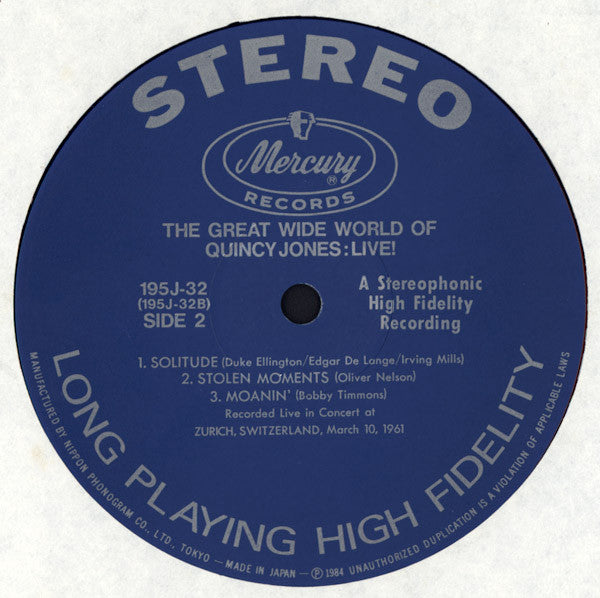 STEREO
Mercury
®
RECORDS
THE GREAT WIDE WORLD OF
QUINCY JONES:LIVE!
195J-32
(195J-32B)
SIDE 2
A Stereophonic
High Fidelity
Recording
1. SOLITUDE (Duke Ellington/Edgar De Lange/Irving Mills)
2. STOLEN MOMENTS (Oliver Nelson)
3. MOANIN' (Bobby Timmons)
Recorded Live in Concert at
ZURICH, SWITZERLAND, March 10, 1961
LONG PLAYING HIGH FIDELITY
MANUFACTURED BY NIPPON PHONOGRAM CO., LTD., TOKYO — MADE IN JAPAN — Ⓟ 1984 UNAUTHORIZED DUPLICATION IS A VIOLATION OF APPLICABLE LAWS